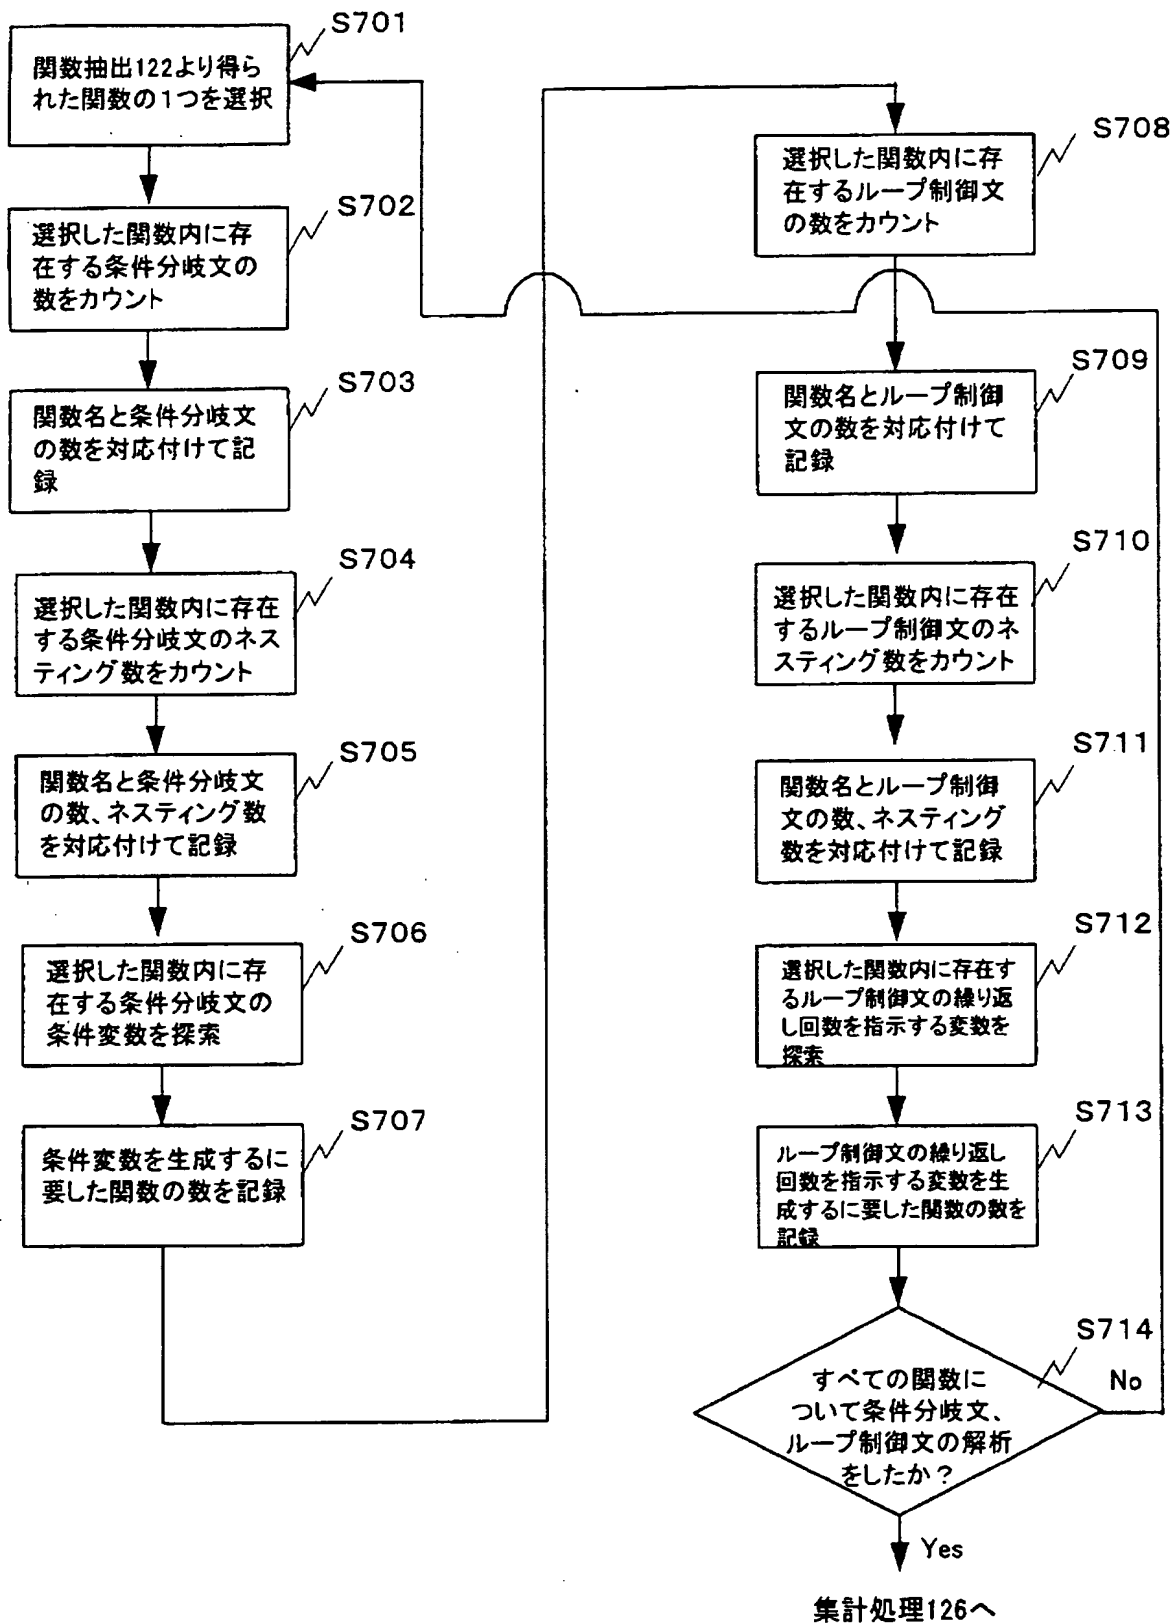 S701
関数抽出122より得ら
れた関数の1つを選択
S702
選択した関数内に存
在する条件分岐文の
数をカウント
S703
関数名と条件分岐文
の数を対応付けて記
録
S704
選択した関数内に存在
する条件分岐文のネス
ティング数をカウント
S705
関数名と条件分岐文
の数、ネスティング数
を対応付けて記録
S706
選択した関数内に存
在する条件分岐文の
条件変数を探索
S707
条件変数を生成するに
要した関数の数を記録
S708
選択した関数内に存
在するループ制御文
の数をカウント
S709
関数名とループ制御
文の数を対応付けて
記録
S710
選択した関数内に存在
するループ制御文のネ
スティング数をカウント
S711
関数名とループ制御
文の数、ネスティング
数を対応付けて記録
S712
選択した関数内に存在す
るループ制御文の繰り返
し回数を指示する変数を
探索
S713
ループ制御文の繰り返し
回数を指示する変数を生
成するに要した関数の数を
記録
S714
すべての関数に
ついて条件分岐文、
ループ制御文の解析
をしたか?
No
Yes
集計処理126へ